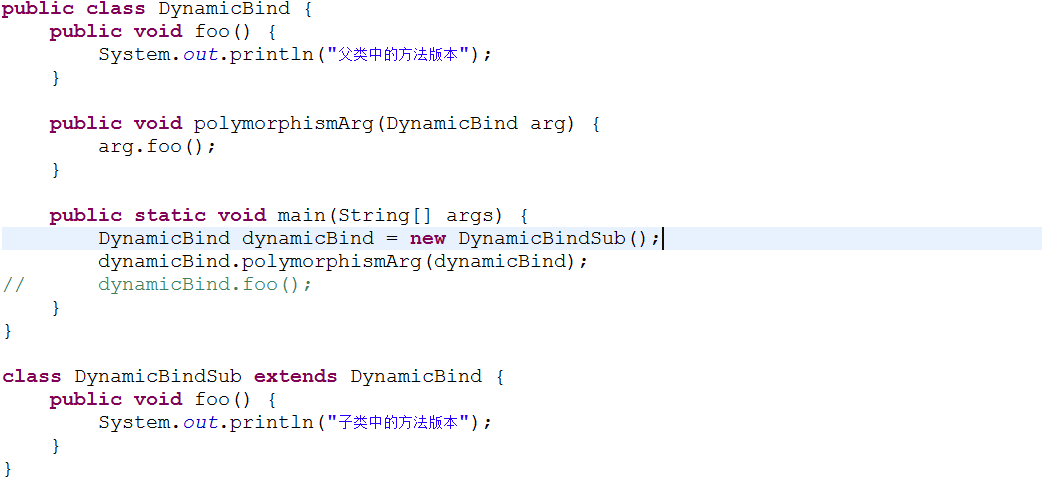 public class DynamicBind {
    public void foo() {
        System.out.println("父类中的方法版本");
    }

    public void polymorphismArg(DynamicBind arg) {
        arg.foo();
    }

    public static void main(String[] args) {
        DynamicBind dynamicBind = new DynamicBindSub();
        dynamicBind.polymorphismArg(dynamicBind);
//      dynamicBind.foo();
    }
}

class DynamicBindSub extends DynamicBind {
    public void foo() {
        System.out.println("子类中的方法版本");
    }
}